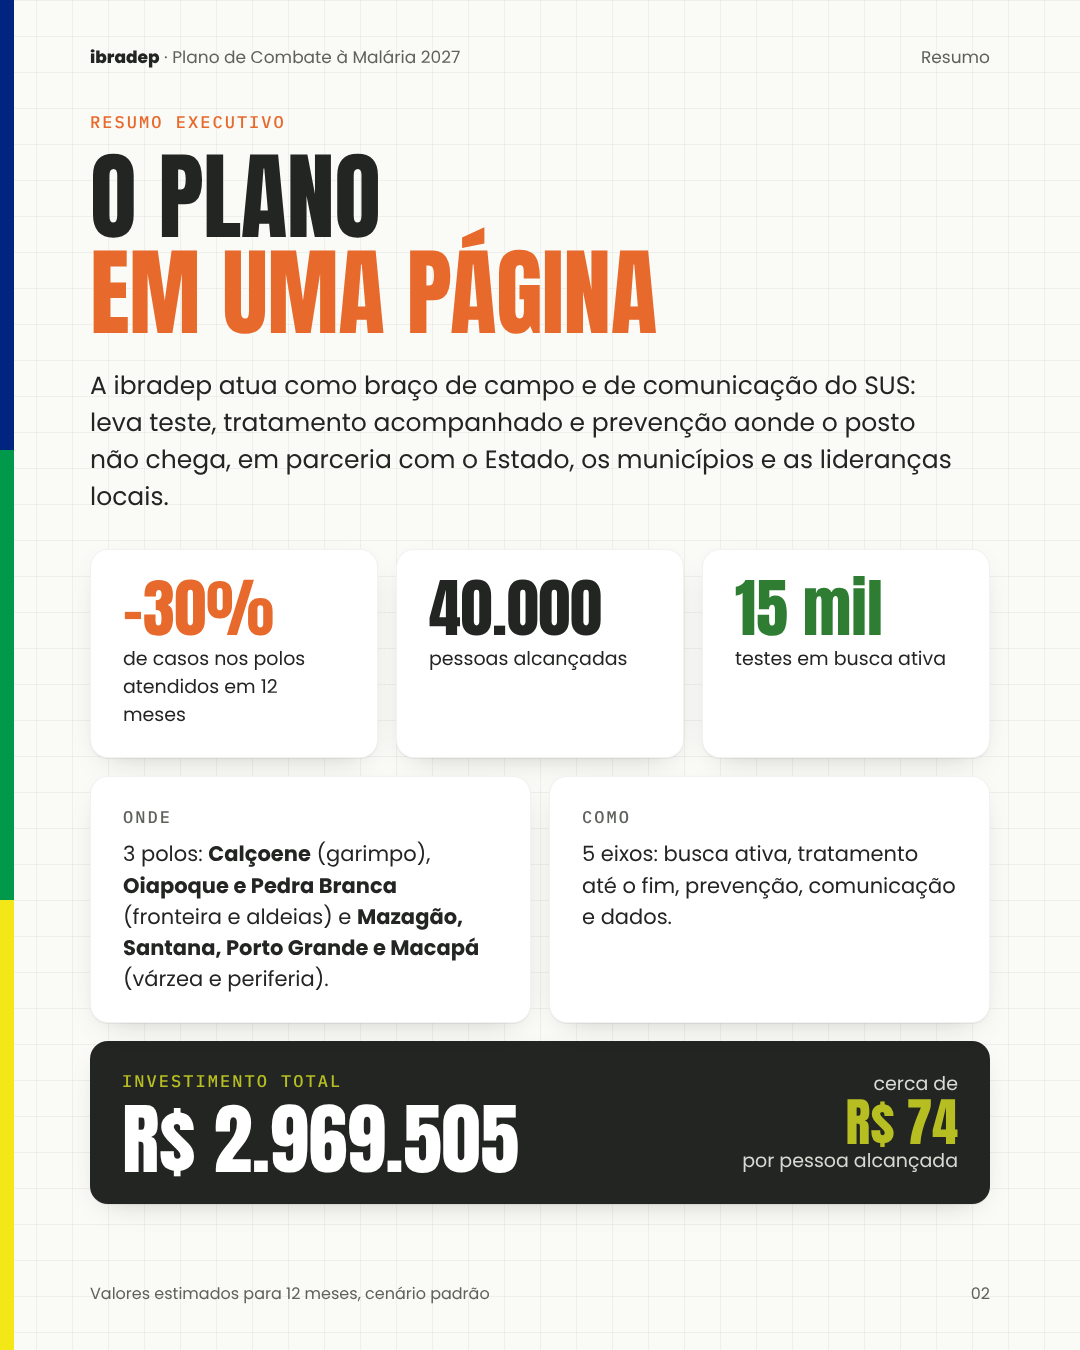 ibradep · Plano de Combate à Malária 2027
Resumo
RESUMO EXECUTIVO
O PLANO
EM UMA PÁGINA
A ibradep atua como braço de campo e de comunicação do SUS:
leva teste, tratamento acompanhado e prevenção aonde o posto
não chega, em parceria com o Estado, os municípios e as lideranças
locais.
-30%
de casos nos polos
atendidos em 12
meses
40.000
pessoas alcançadas
15 mil
testes em busca ativa
ONDE
3 polos: Calçoene (garimpo),
Oiapoque e Pedra Branca
(fronteira e aldeias) e Mazagão,
Santana, Porto Grande e Macapá
(várzea e periferia).
COMO
5 eixos: busca ativa, tratamento
até o fim, prevenção, comunicação
e dados.
INVESTIMENTO TOTAL
R$ 2.969.505
cerca de
R$ 74
por pessoa alcançada
Valores estimados para 12 meses, cenário padrão
02